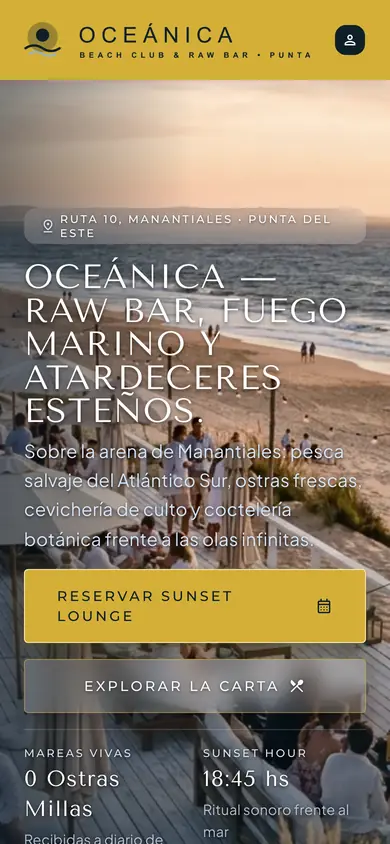 OCEÁNICA
BEACH CLUB & RAW BAR • PUNTA
RUTA 10, MANANTIALES • PUNTA DEL
ESTE
OCEÁNICA —
RAW BAR, FUEGO
MARINO Y
ATARDECERES
ESTEÑOS.
Sobre la arena de Manantiales: pesca
salvaje del Atlántico Sur, ostras frescas,
cevichería de culto y coctelería
botánica frente a las olas infinitas.
RESERVAR SUNSET
LOUNGE
EXPLORAR LA CARTA
MAREAS VIVAS
0 Ostras
Millas
Recibidas a diario de
SUNSET HOUR
18:45 hs
Ritual sonoro frente al
mar